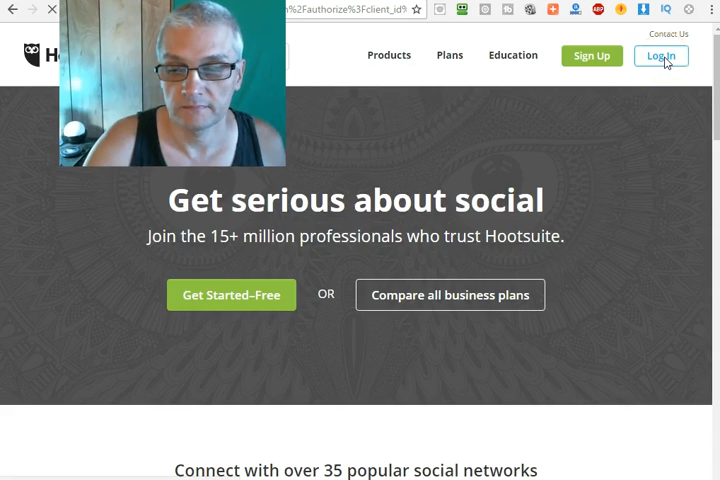 m%2Fauthorize%3Fclient_id%
Contact Us
H
Products
Plans
Education
Sign Up
Log In
Get serious about social
Join the 15+ million professionals who trust Hootsuite.
Get Started–Free
OR
Compare all business plans
Connect with over 35 popular social networks